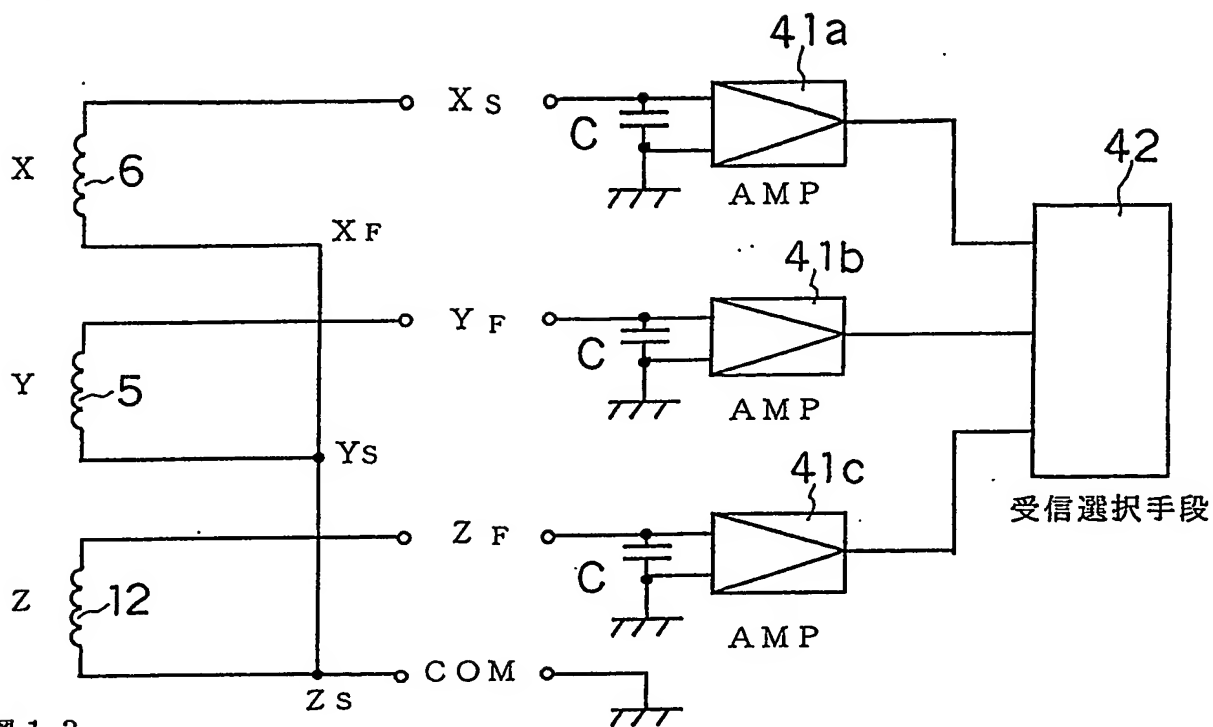 41a
X S
C
X
6
AMP
42
X F
41b
Y F
C
Y
5
AMP
YS
41c
受信選択手段
Z F
C
Z
12
AMP
COM
Z S